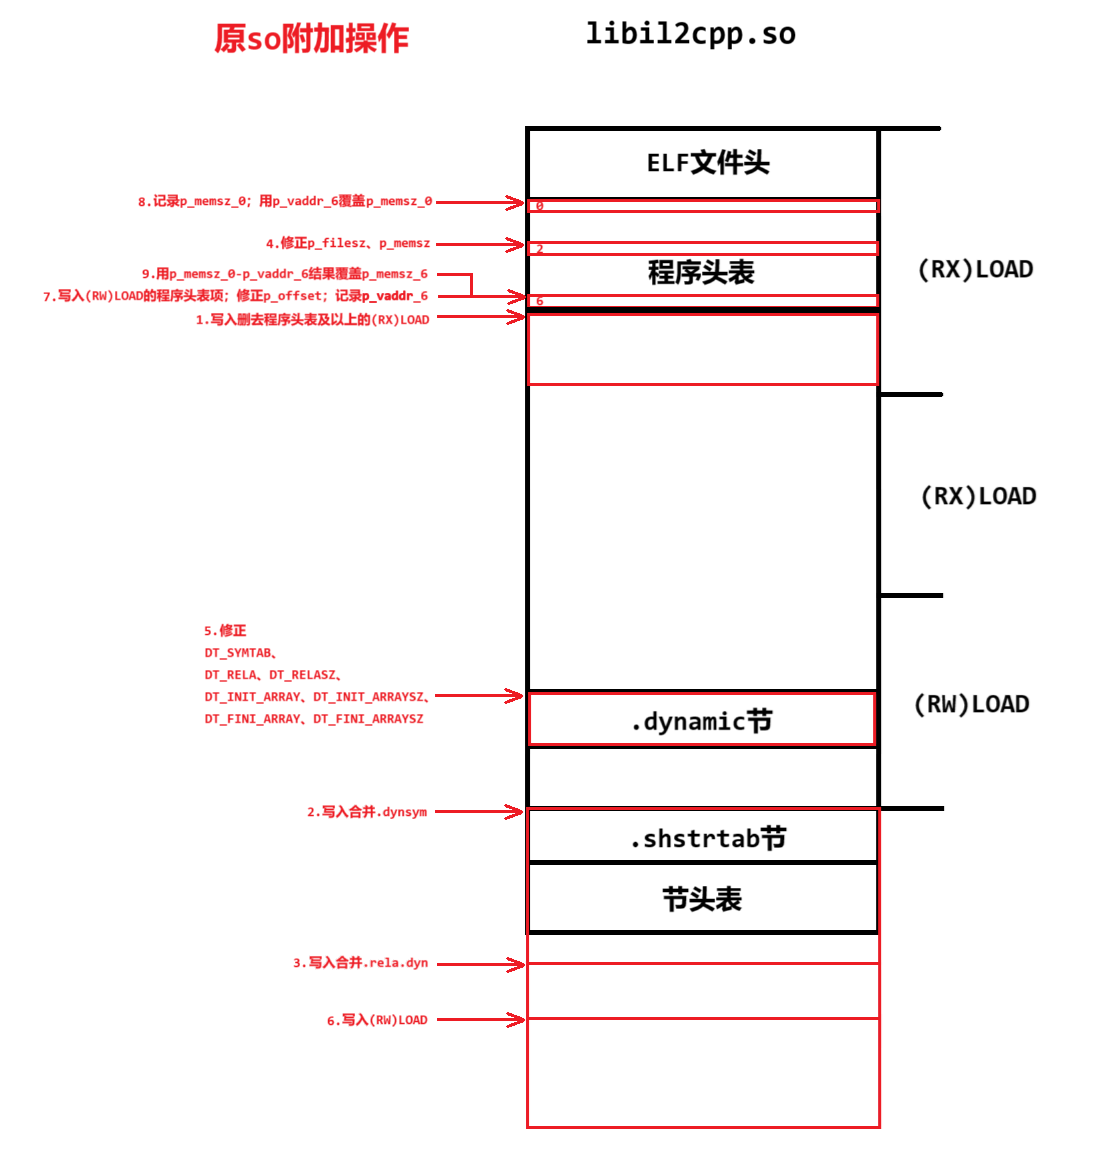 原so附加操作
libil2cpp.so
ELF文件头
8.记录p_memsz_0; 用p_vaddr_6覆盖p_memsz_0
0
4.修正p_filesz、p_memsz
2
程序头表
(RX)LOAD
9.用p_memsz_0-p_vaddr_6结果覆盖p_memsz_6
7.写入(RW)LOAD的程序头表项; 修正p_offset; 记录p_vaddr_6
6
1.写入删去程序头表及以上的(RX)LOAD
(RX)LOAD
5.修正
DT_SYMTAB、
DT_RELA、DT_RELASZ、
DT_INIT_ARRAY、DT_INIT_ARRAYSZ、
DT_FINI_ARRAY、DT_FINI_ARRAYSZ
(RW)LOAD
.dynamic节
2.写入合并.dynsym
.shstrtab节
节头表
3.写入合并.rela.dyn
6.写入(RW)LOAD